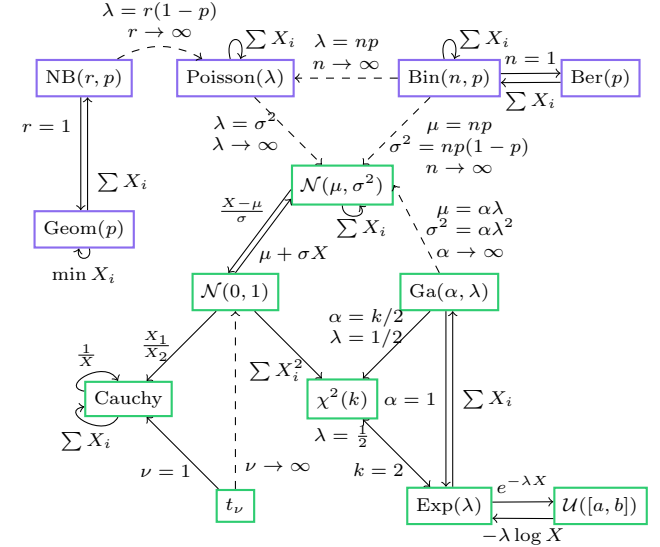 λ = r(1 − p)
r → ∞
NB(r, p)
Poisson(λ)
∑ X_i
λ = np
n → ∞
Bin(n, p)
∑ X_i
n = 1
∑ X_i
Ber(p)
r = 1
∑ X_i
λ = σ²
λ → ∞
μ = np
σ² = np(1 − p)
n → ∞
N(μ, σ²)
∑ X_i
Geom(p)
min X_i
(X−μ)/σ
μ + σX
μ = αλ
σ² = αλ²
α → ∞
N(0, 1)
Ga(α, λ)
α = k/2
λ = 1/2
X₁/X₂
∑ X_i²
1/X
Cauchy
∑ X_i
χ²(k)
α = 1
∑ X_i
λ = 1/2
k = 2
ν = 1
ν → ∞
t_ν
Exp(λ)
e^{−λX}
−λ log X
U([a, b])